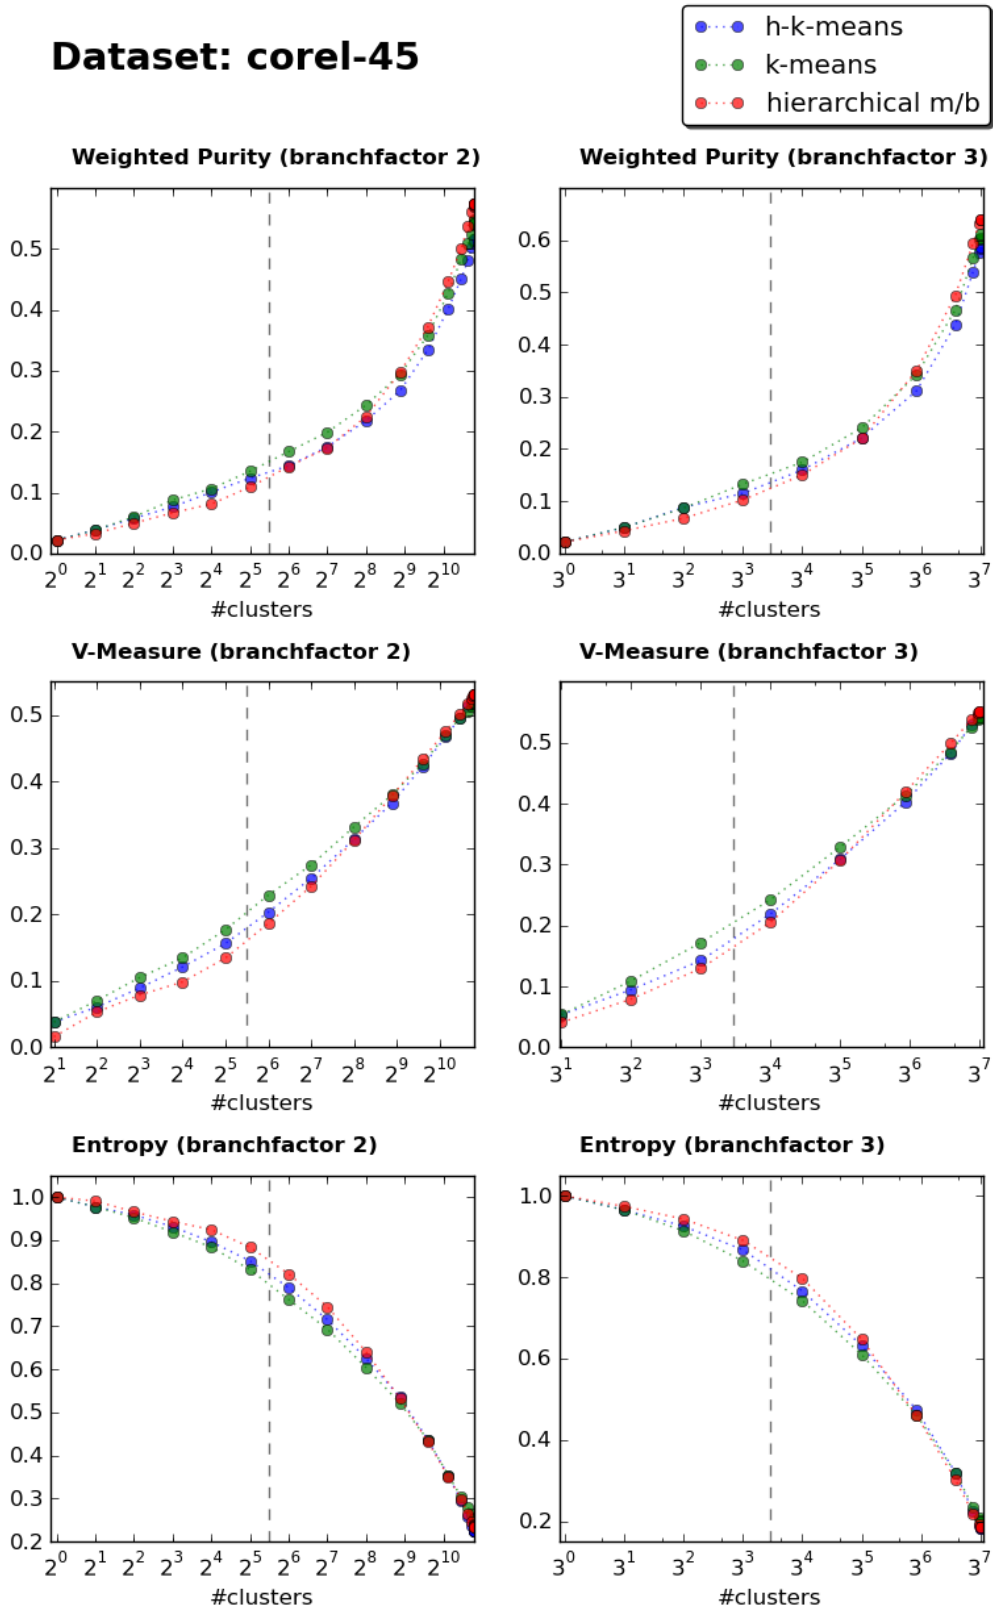 Dataset: corel-45
h-k-means
k-means
hierarchical m/b
Weighted Purity (branchfactor 2)
0.5
0.4
0.3
0.2
0.1
0.0
2^0 2^1 2^2 2^3 2^4 2^5 2^6 2^7 2^8 2^9 2^10
#clusters
Weighted Purity (branchfactor 3)
0.6
0.5
0.4
0.3
0.2
0.1
0.0
3^0 3^1 3^2 3^3 3^4 3^5 3^6 3^7
#clusters
V-Measure (branchfactor 2)
0.5
0.4
0.3
0.2
0.1
0.0
2^1 2^2 2^3 2^4 2^5 2^6 2^7 2^8 2^9 2^10
#clusters
V-Measure (branchfactor 3)
0.5
0.4
0.3
0.2
0.1
0.0
3^1 3^2 3^3 3^4 3^5 3^6 3^7
#clusters
Entropy (branchfactor 2)
1.0
0.9
0.8
0.7
0.6
0.5
0.4
0.3
0.2
2^0 2^1 2^2 2^3 2^4 2^5 2^6 2^7 2^8 2^9 2^10
#clusters
Entropy (branchfactor 3)
1.0
0.8
0.6
0.4
0.2
3^0 3^1 3^2 3^3 3^4 3^5 3^6 3^7
#clusters